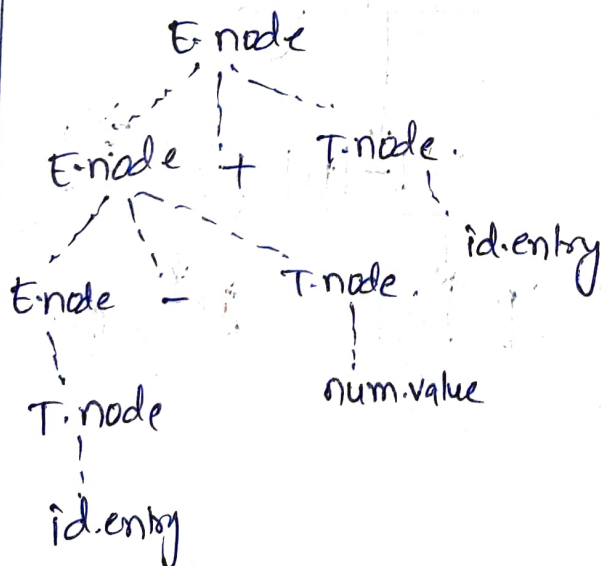 E.node
E.node + T.node.
id.entry
E.node - T.node.
num.value
T.node
id.entry